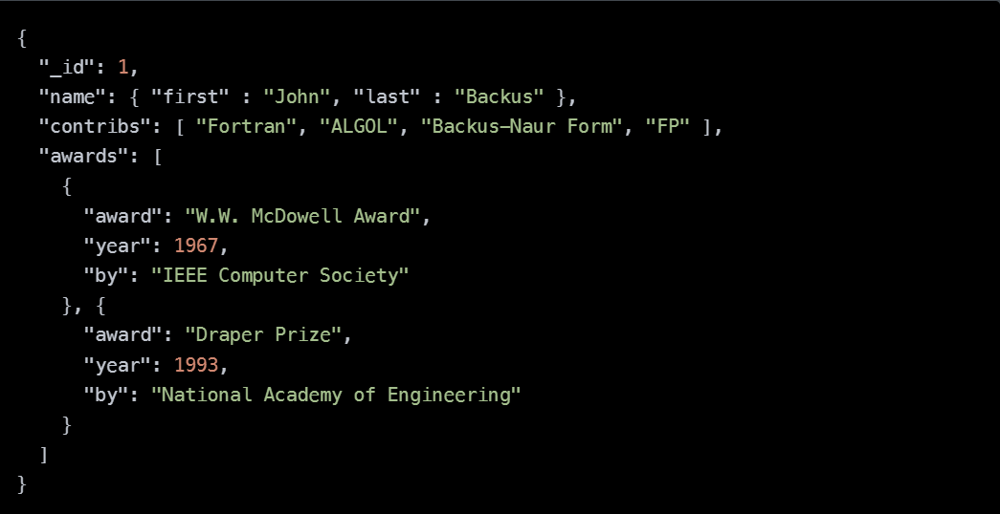 {
  "_id": 1,
  "name": { "first" : "John", "last" : "Backus" },
  "contribs": [ "Fortran", "ALGOL", "Backus-Naur Form", "FP" ],
  "awards": [
    {
      "award": "W.W. McDowell Award",
      "year": 1967,
      "by": "IEEE Computer Society"
    }, {
      "award": "Draper Prize",
      "year": 1993,
      "by": "National Academy of Engineering"
    }
  ]
}